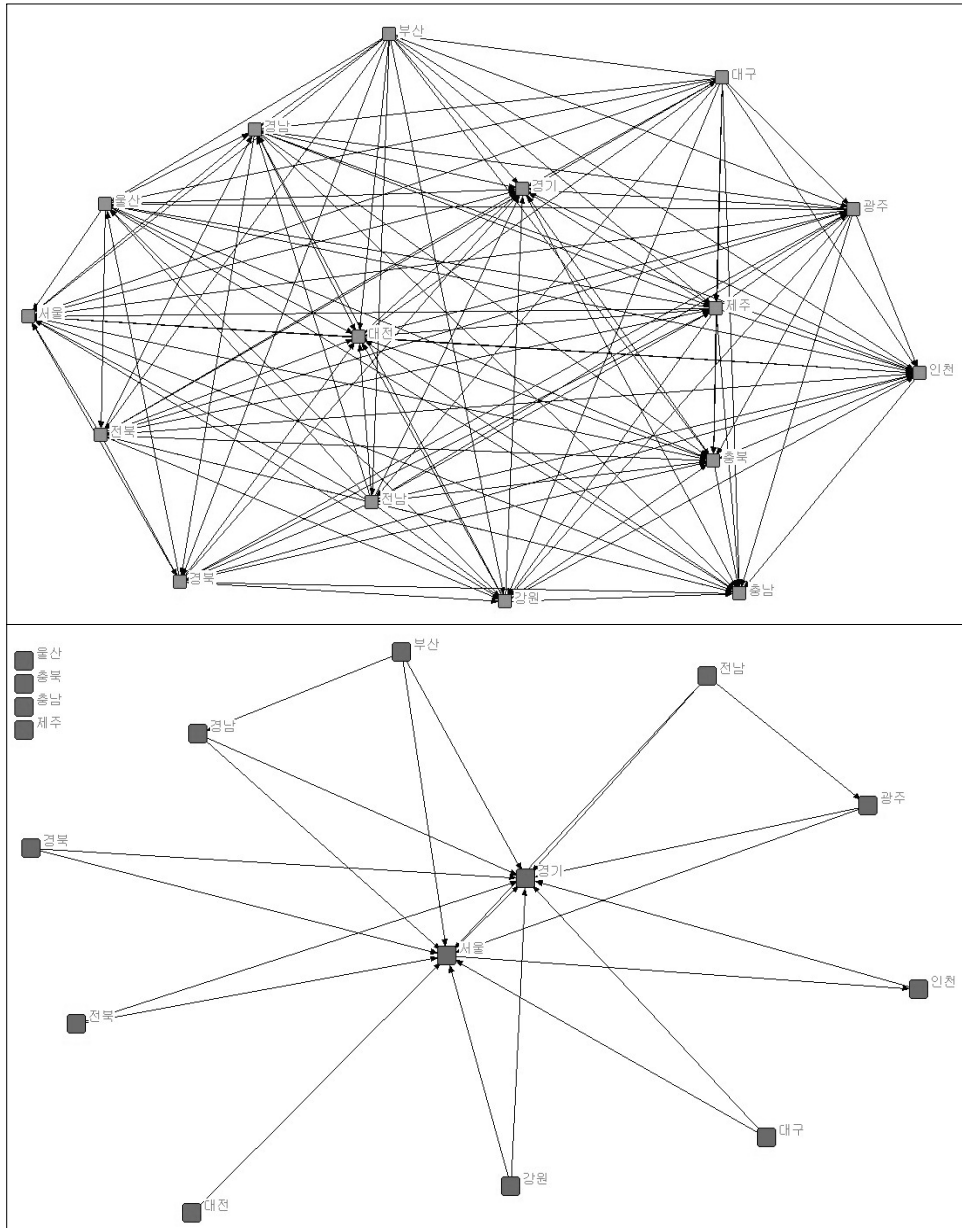 부산
대구
경남
경기
울산
광주
제주
서울
대전
인천
전북
충북
전남
경북
강원
충남
울산
충북
충남
제주
부산
전남
경남
광주
경북
경기
서울
인천
전북
대구
강원
대전